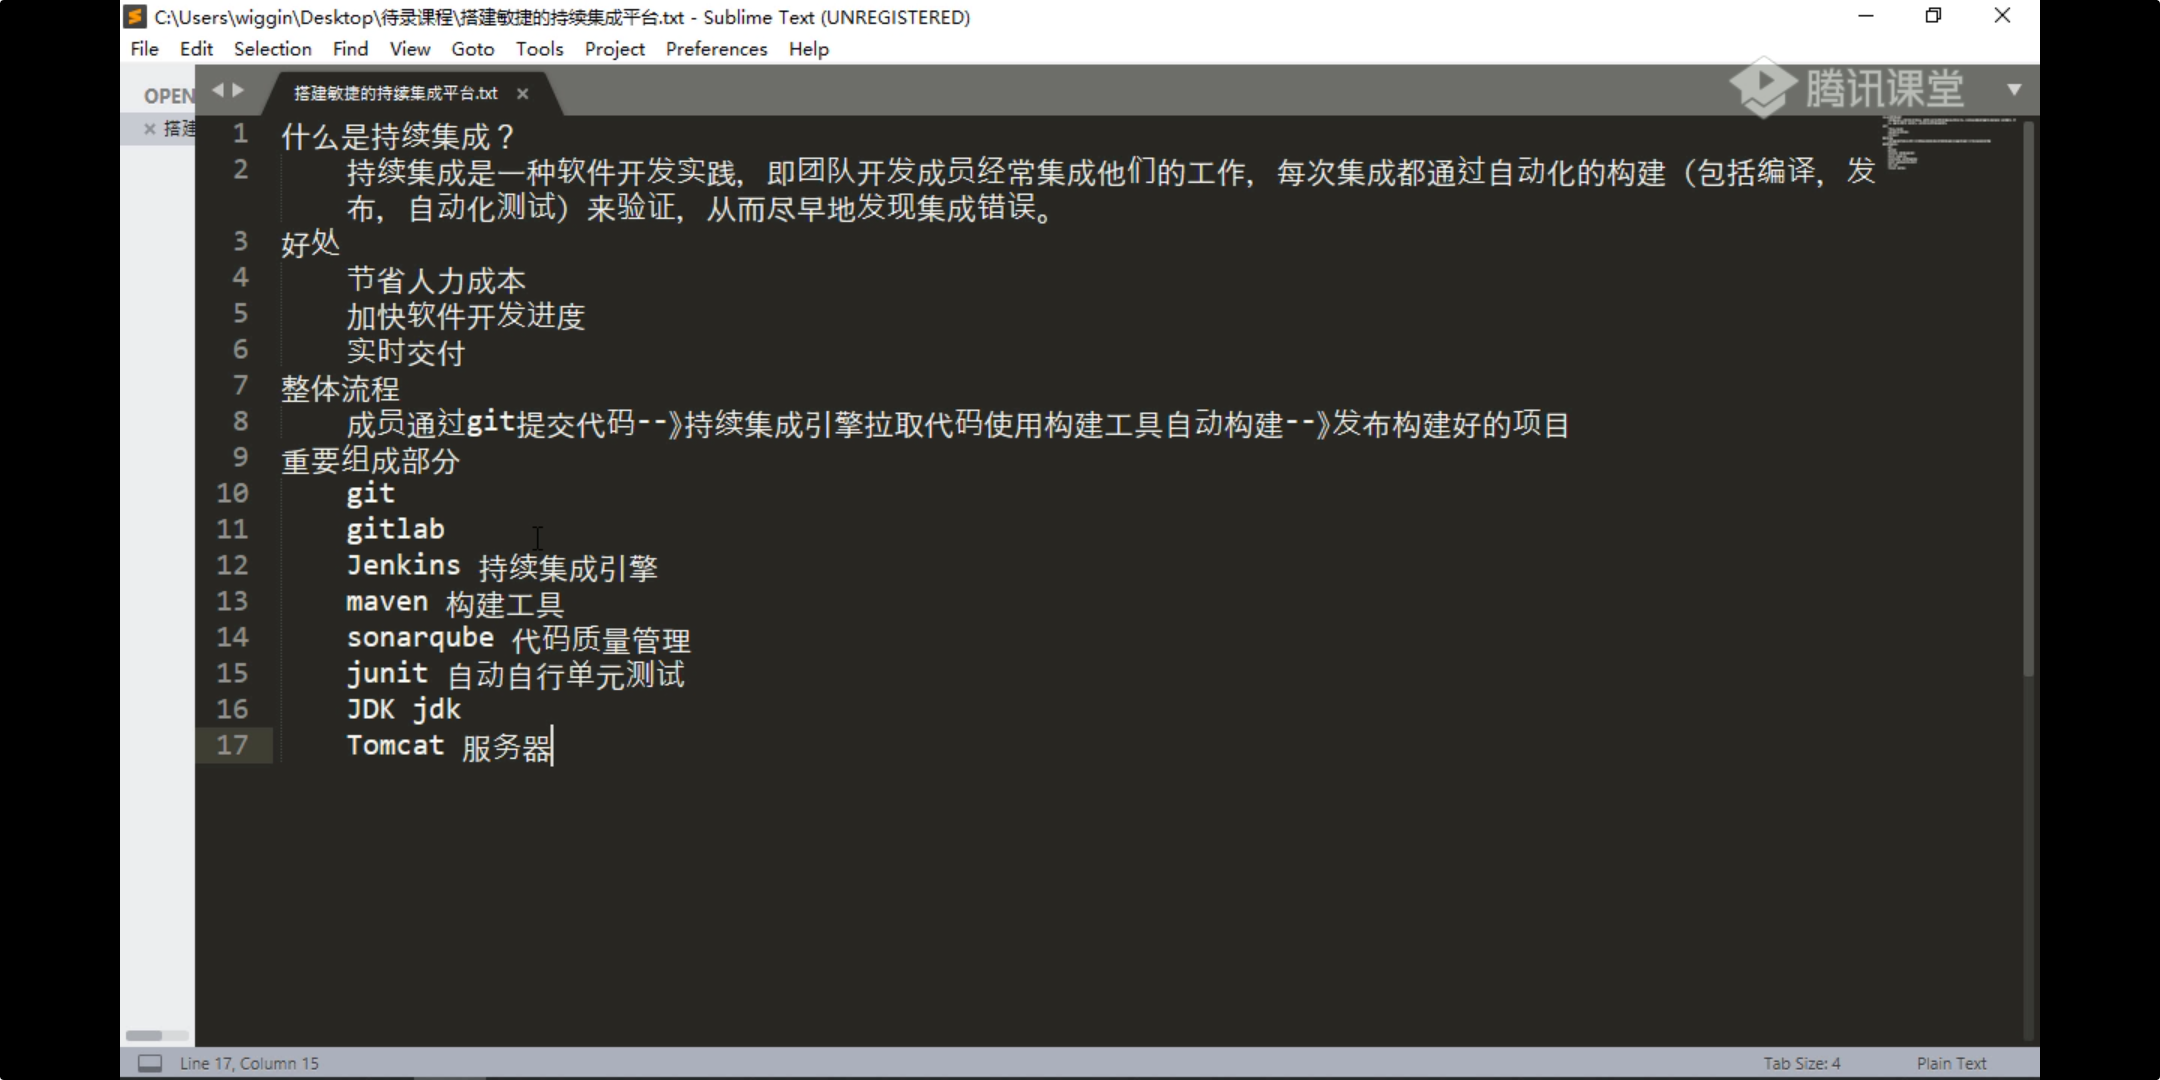 C:\Users\wiggin\Desktop\待录课程\搭建敏捷的持续集成平台.txt - Sublime Text (UNREGISTERED)
File Edit Selection Find View Goto Tools Project Preferences Help
OPEN
搭建敏捷的持续集成平台.txt
腾讯课堂
搭建
1 什么是持续集成？
2 持续集成是一种软件开发实践，即团队开发成员经常集成他们的工作，每次集成都通过自动化的构建（包括编译，发
布，自动化测试）来验证，从而尽早地发现集成错误。
3 好处
4 节省人力成本
5 加快软件开发进度
6 实时交付
7 整体流程
8 成员通过git提交代码--》持续集成引擎拉取代码使用构建工具自动构建--》发布构建好的项目
9 重要组成部分
10 git
11 gitlab
12 Jenkins 持续集成引擎
13 maven 构建工具
14 sonarqube 代码质量管理
15 junit 自动自行单元测试
16 JDK jdk
17 Tomcat 服务器
Line 17, Column 15
Tab Size: 4
Plain Text